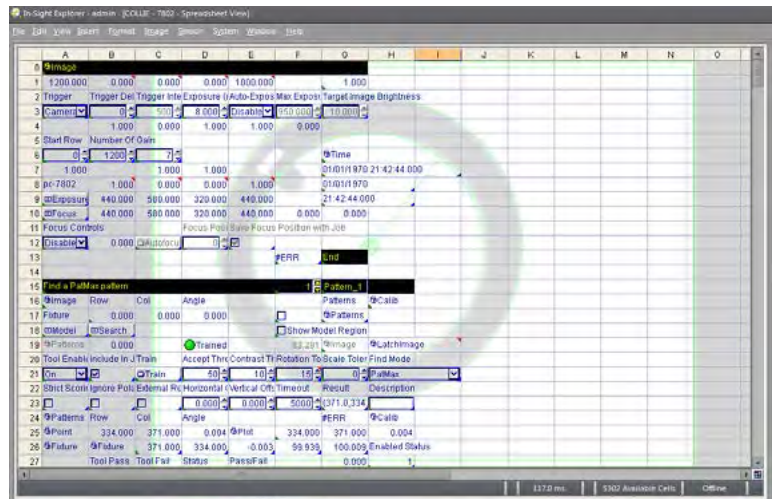 In-Sight Explorer - admin - [COLLIE - 7802 - Spreadsheet View]
File Edit View Insert Format Image Sensor System Window Help
A B C D E F G H I J K L M N O
0 Image
1 1200.000 0.000 0.000 0.000 1000.000 1.000
2 Trigger Trigger Del Trigger Inte Exposure ( Auto-Expos Max Exposu Target Image Brightness
3 Camera 0 500 8.000 Disable 950.000 10.000
4 1.000 0.000 1.000 1.000 0.000
5 Start Row Number Of Gain
6 0 1200 7 Time
7 1.000 1.000 1.000 01/01/1970 21:42:44.000
8 pc-7802 1.000 0.000 0.000 1.000 01/01/1970
9 Exposure 440.000 580.000 320.000 440.000 21:42:44.000
10 Focus 440.000 580.000 320.000 440.000 0.000 0.000
11 Focus Controls Focus Posi Save Focus Position with Job
12 Disable 0.000 Autofocu 0
13 #ERR End
14
15 Find a PatMax pattern 1 Pattern_1
16 Image Row Col Angle Patterns Calib
17 Fixture 0.000 0.000 0.000 Patterns
18 Model Search Show Model Region
19 Patterns 0.000 Trained Image LatchImage
20 Tool Enable Include In J Train Accept Thre Contrast Th Rotation To Scale Toler Find Mode
21 On Train 50 10 15 0 PatMax
22 Strict Scorin Ignore Pola External Re Horizontal O Vertical Offs Timeout Result Description
23 0.000 0.000 5000 (371.0,334
24 Patterns Row Col Angle #ERR Calib
25 Point 334.000 371.000 0.004 Plot 334.000 371.000 0.004
26 Fixture Fixture 371.000 334.000 -0.003 99.939 100.009 Enabled Status
27 Tool Pass Tool Fail Status Pass/Fail 0.000 1
137.0 ms 5302 Available Cells Offline